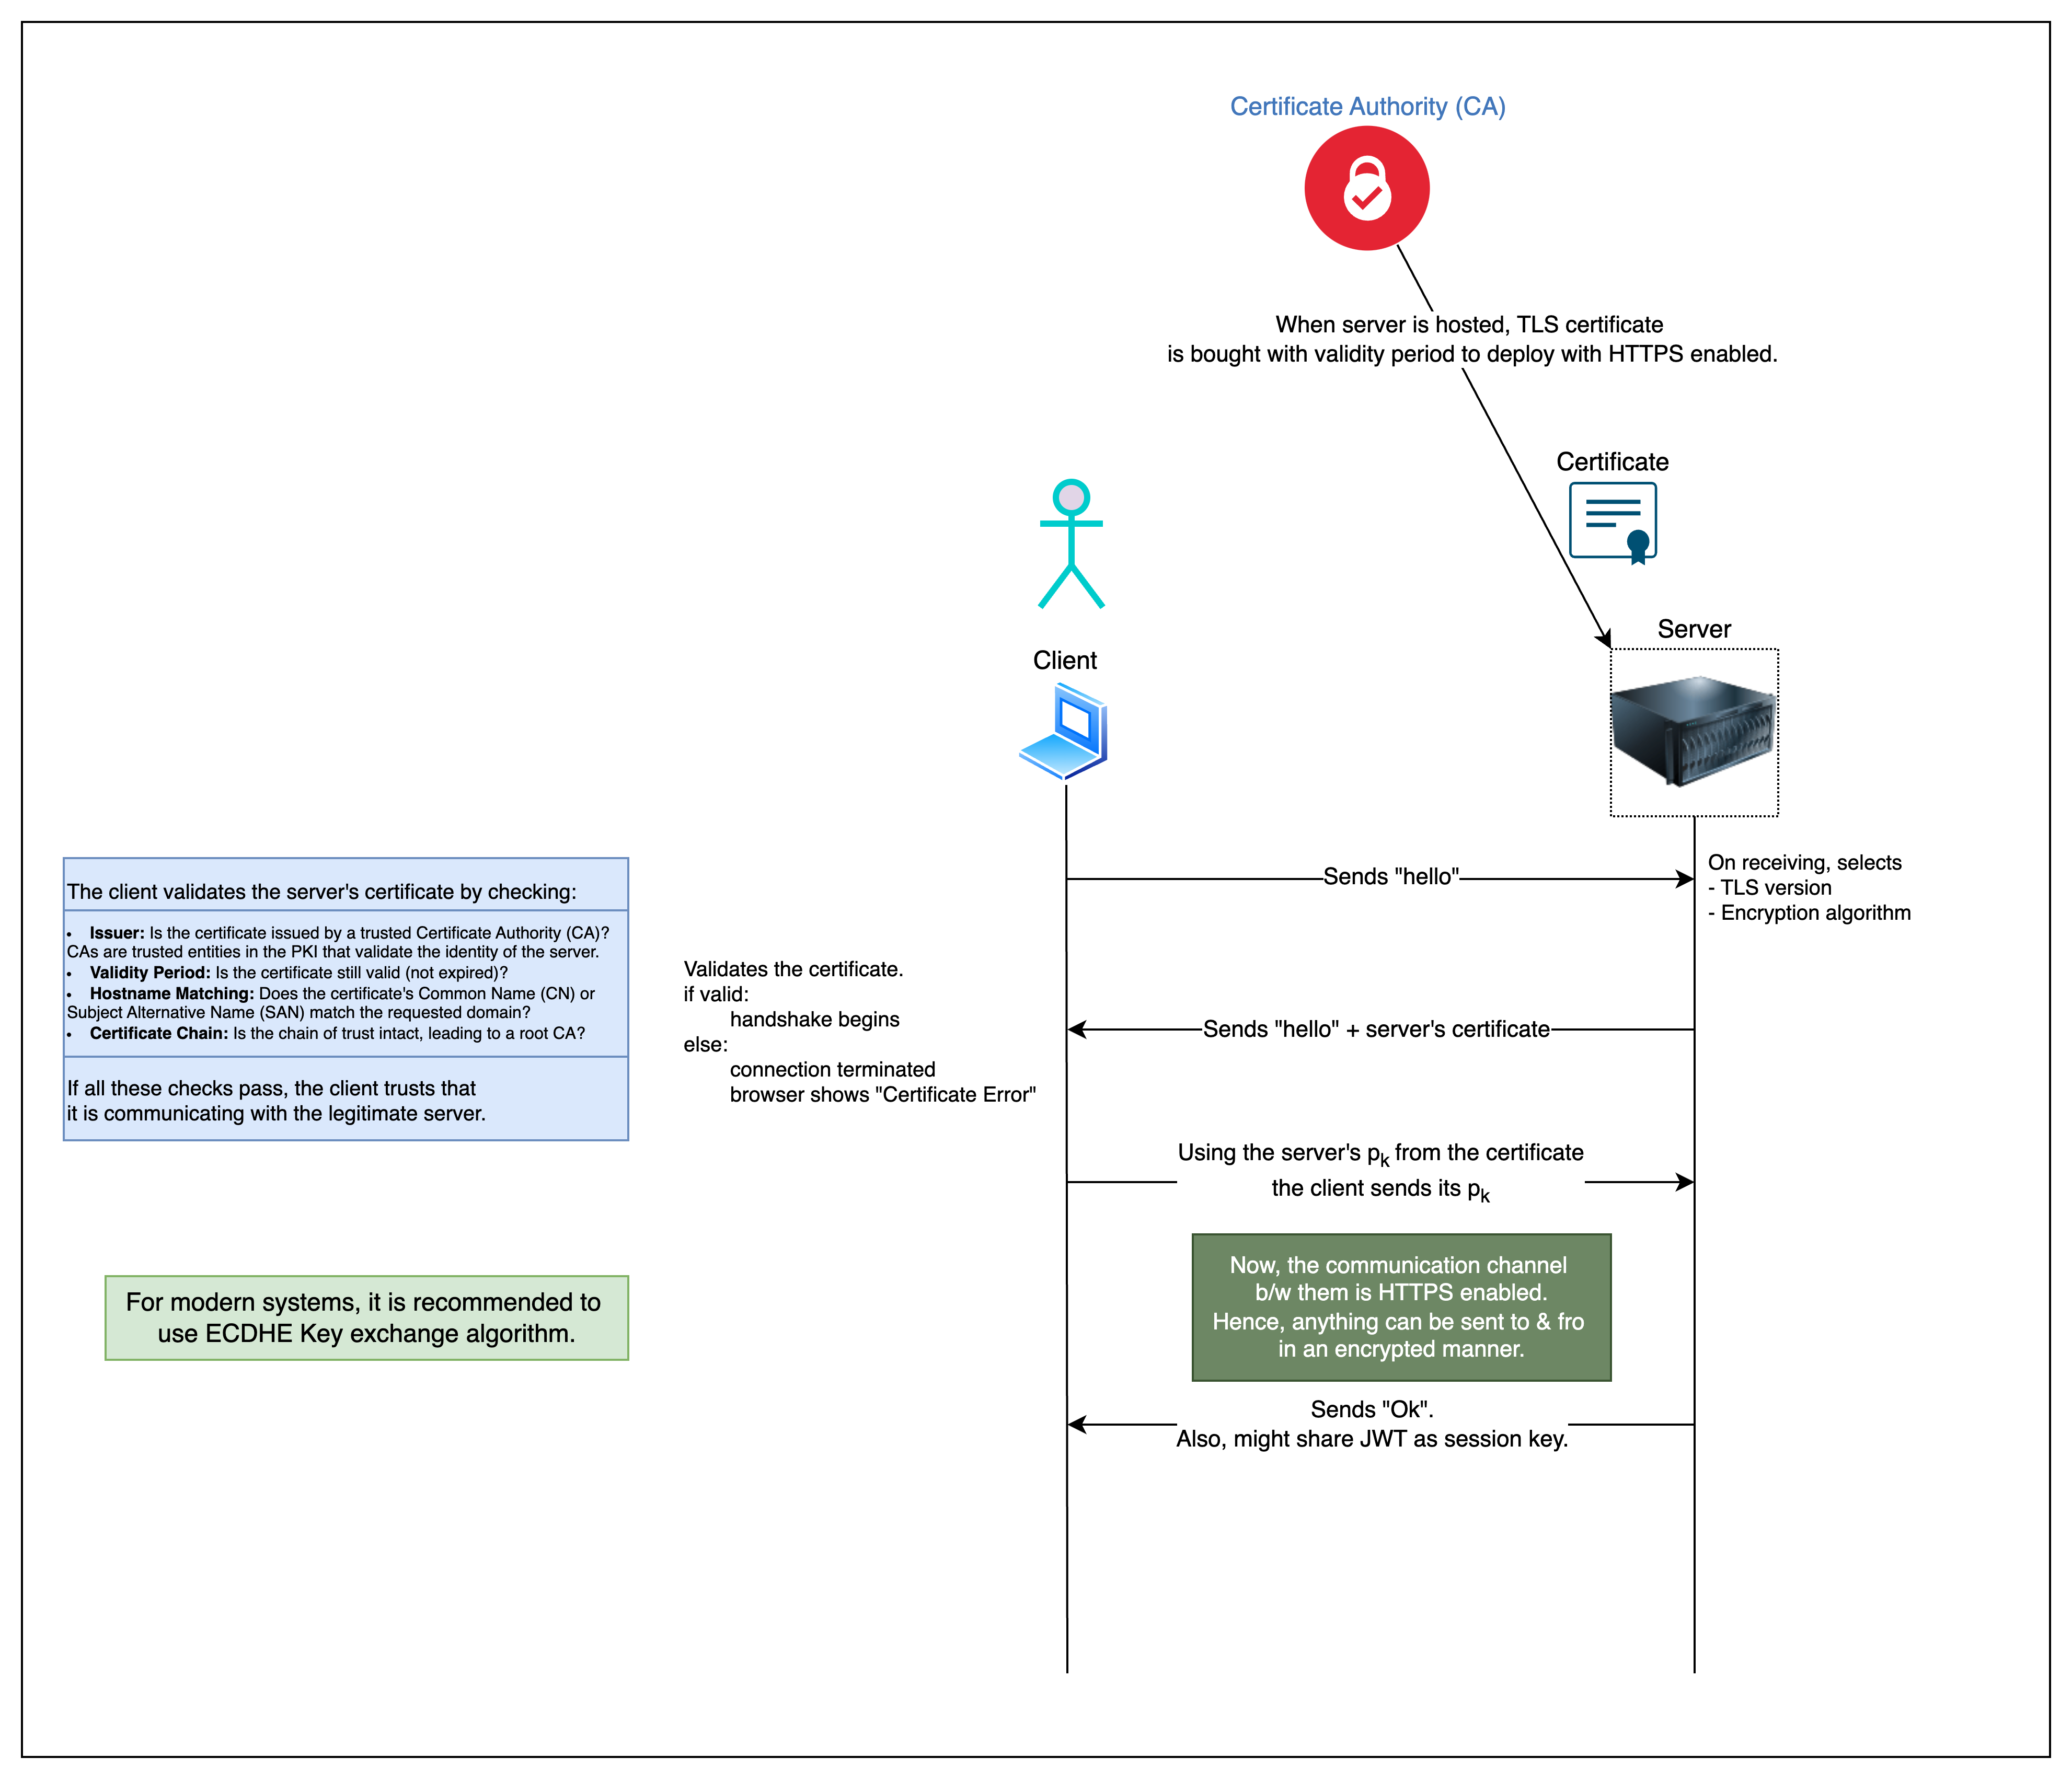 Certificate Authority (CA)
When server is hosted, TLS certificate
is bought with validity period to deploy with HTTPS enabled.
Certificate
Server
Client
Sends "hello"
On receiving, selects
- TLS version
- Encryption algorithm
The client validates the server's certificate by checking:
• Issuer: Is the certificate issued by a trusted Certificate Authority (CA)?
CAs are trusted entities in the PKI that validate the identity of the server.
• Validity Period: Is the certificate still valid (not expired)?
• Hostname Matching: Does the certificate's Common Name (CN) or
Subject Alternative Name (SAN) match the requested domain?
• Certificate Chain: Is the chain of trust intact, leading to a root CA?
If all these checks pass, the client trusts that
it is communicating with the legitimate server.
Validates the certificate.
if valid:
handshake begins
else:
connection terminated
browser shows "Certificate Error"
Sends "hello" + server's certificate
Using the server's pk from the certificate
the client sends its pk
Now, the communication channel
b/w them is HTTPS enabled.
Hence, anything can be sent to & fro
in an encrypted manner.
For modern systems, it is recommended to
use ECDHE Key exchange algorithm.
Sends "Ok".
Also, might share JWT as session key.